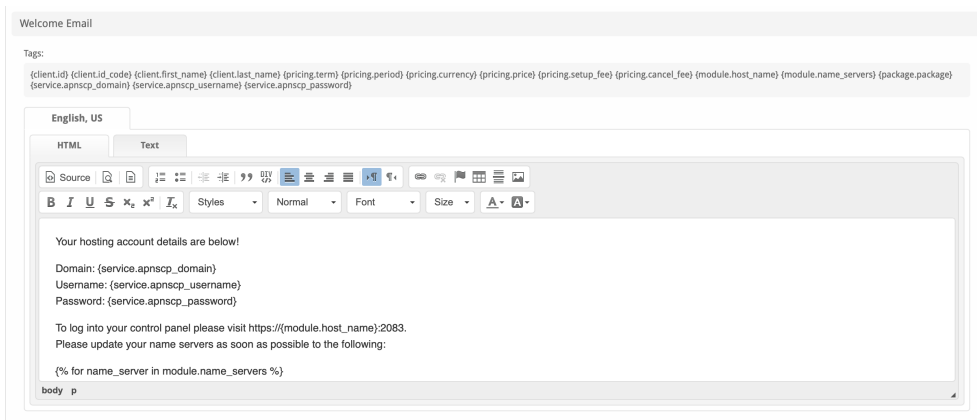 Welcome Email
Tags:
{client.id} {client.id_code} {client.first_name} {client.last_name} {pricing.term} {pricing.period} {pricing.currency} {pricing.price} {pricing.setup_fee} {pricing.cancel_fee} {module.host_name} {module.name_servers} {package.package}
{service.apnscp_domain} {service.apnscp_username} {service.apnscp_password}
English, US
HTML Text
Source
Styles Normal Font Size
Your hosting account details are below!
Domain: {service.apnscp_domain}
Username: {service.apnscp_username}
Password: {service.apnscp_password}
To log into your control panel please visit https://{module.host_name}:2083.
Please update your name servers as soon as possible to the following:
{% for name_server in module.name_servers %}
body p